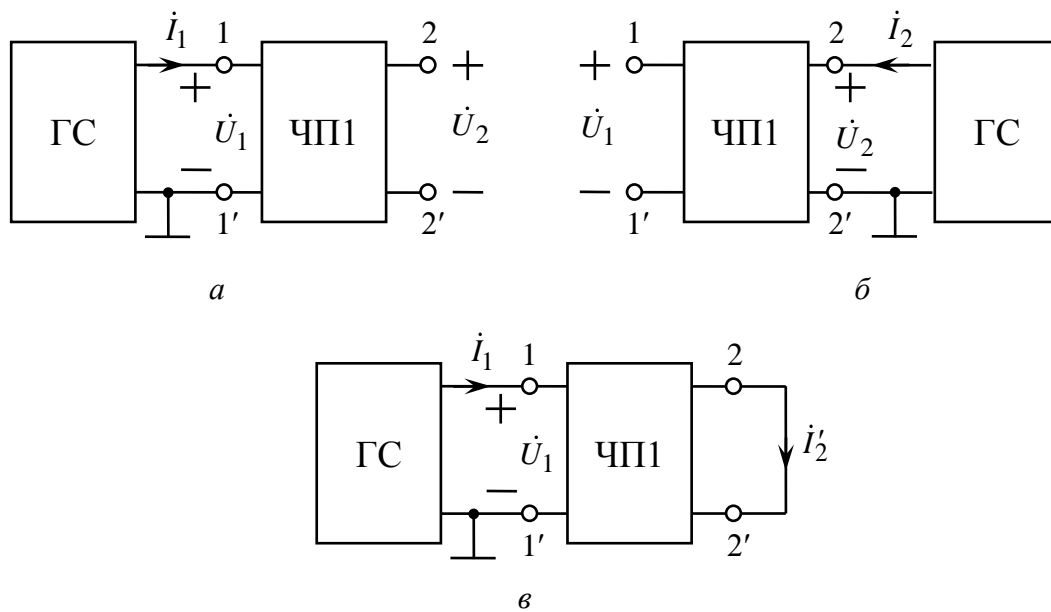 İ₁ 1 2 1 2 İ₂
+ + + +
ГС U̇₁ ЧП1 U̇₂ U̇₁ ЧП1 U̇₂ ГС
− − − −
1′ 2′ 1′ 2′
а б
İ₁ 1 2
+
ГС U̇₁ ЧП1 İ₂′
−
1′ 2′
в